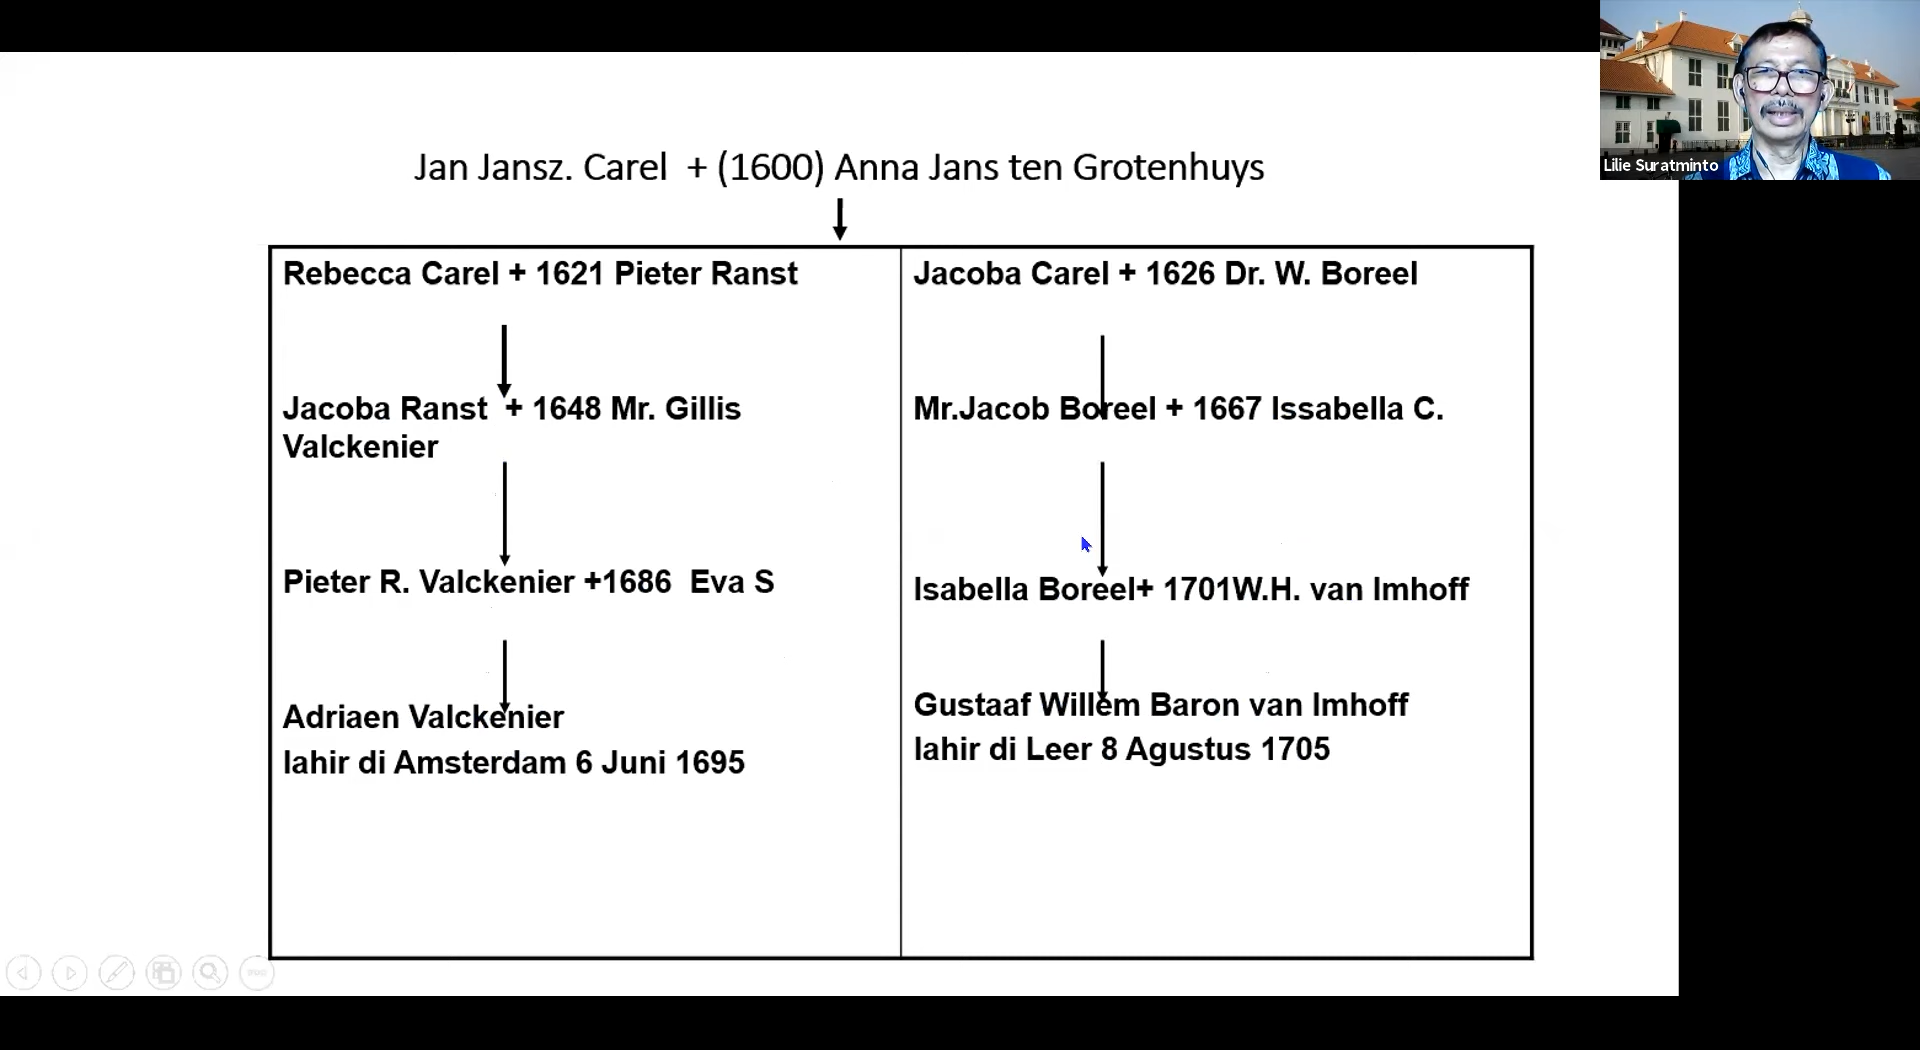 Jan Jansz. Carel + (1600) Anna Jans ten Grotenhuys
Rebecca Carel + 1621 Pieter Ranst
Jacoba Ranst + 1648 Mr. Gillis
Valckenier
Pieter R. Valckenier +1686 Eva S
Adriaen Valckenier
lahir di Amsterdam 6 Juni 1695
Jacoba Carel + 1626 Dr. W. Boreel
Mr.Jacob Boreel + 1667 Issabella C.
Isabella Boreel+ 1701W.H. van Imhoff
Gustaaf Willem Baron van Imhoff
lahir di Leer 8 Agustus 1705
Lilie Suratminto